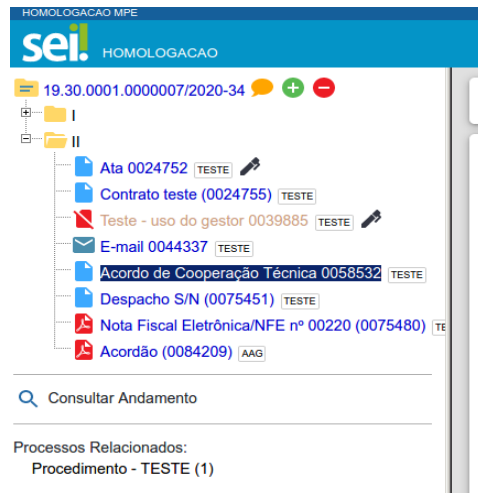 HOMOLOGACAO MPE
sei! HOMOLOGACAO
19.30.0001.0000007/2020-34
I
II
Ata 0024752 TESTE
Contrato teste (0024755) TESTE
Teste - uso do gestor 0039885 TESTE
E-mail 0044337 TESTE
Acordo de Cooperação Técnica 0058532 TESTE
Despacho S/N (0075451) TESTE
Nota Fiscal Eletrônica/NFE nº 00220 (0075480) TE
Acordão (0084209) AAG
Consultar Andamento
Processos Relacionados:
Procedimento - TESTE (1)